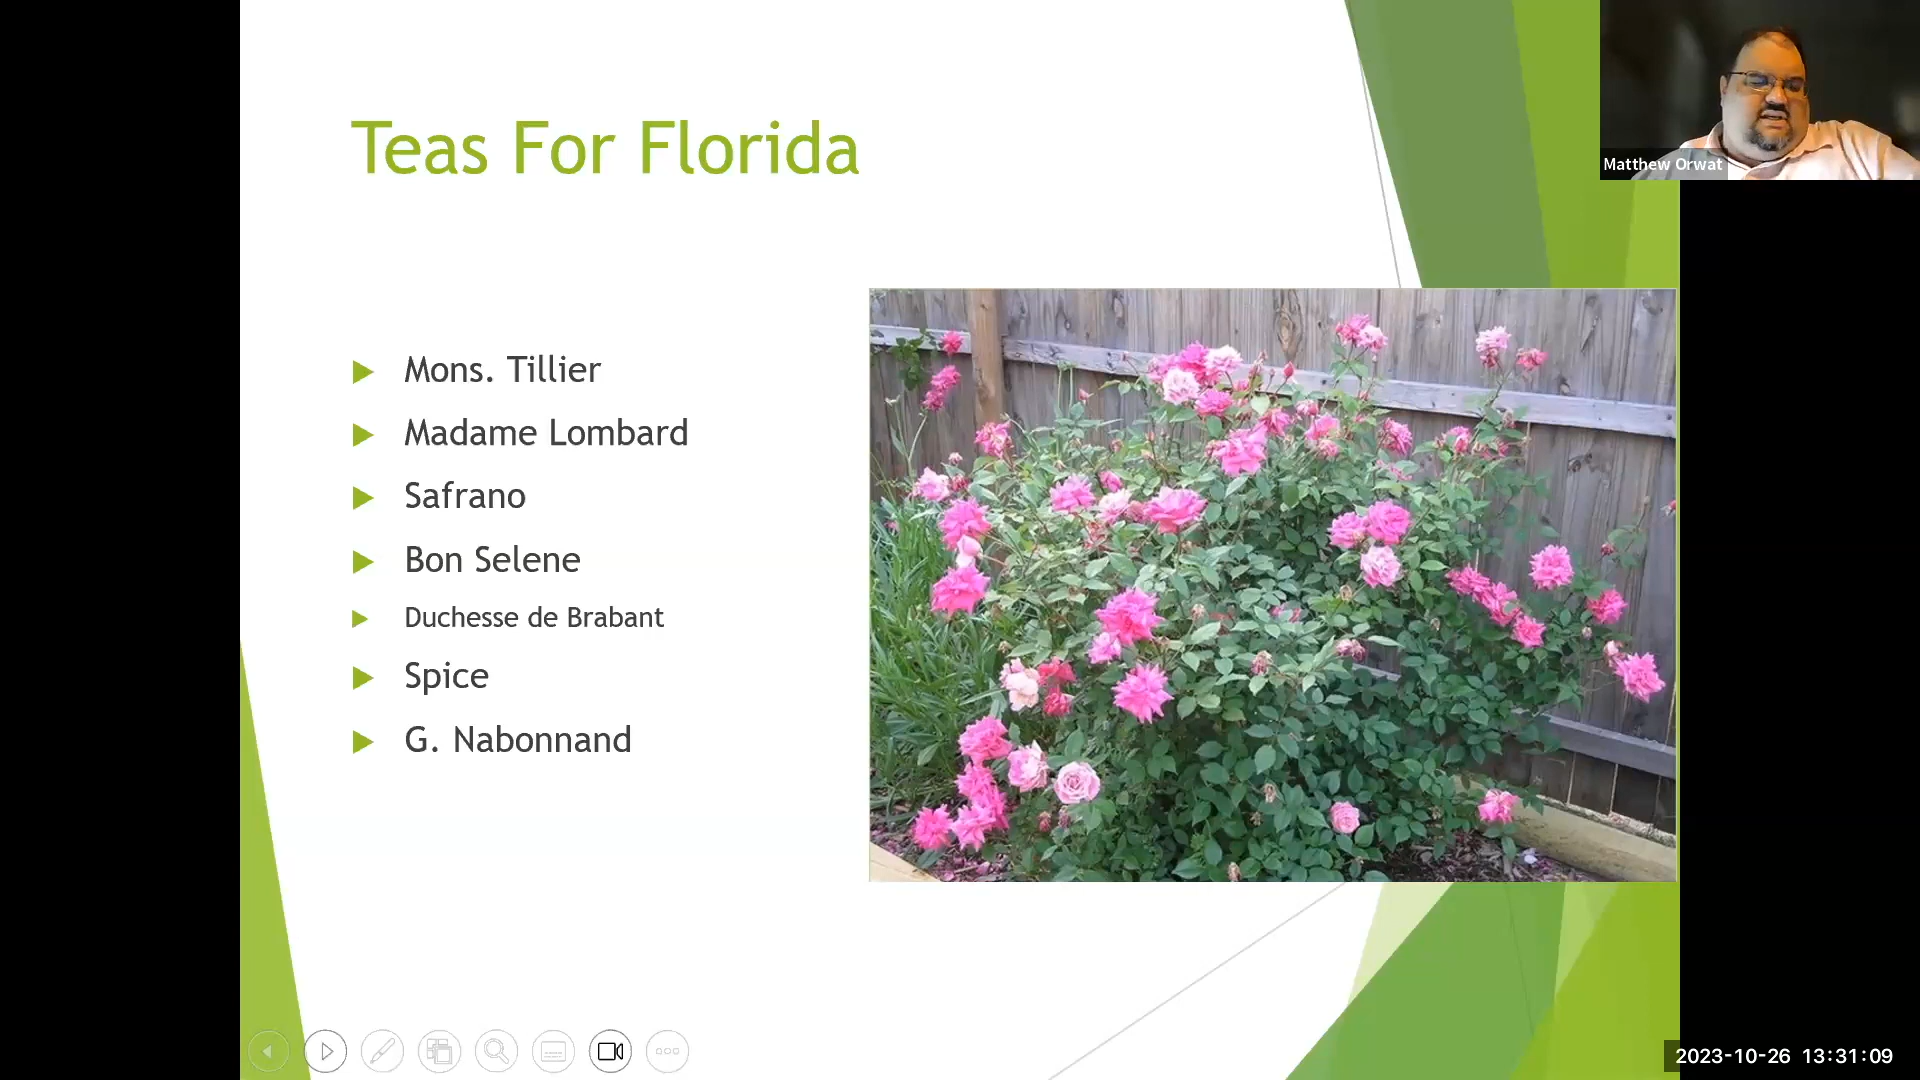 Teas For Florida
Matthew Orwat
Mons. Tillier
Madame Lombard
Safrano
Bon Selene
Duchesse de Brabant
Spice
G. Nabonnand
2023-10-26 13:31:09